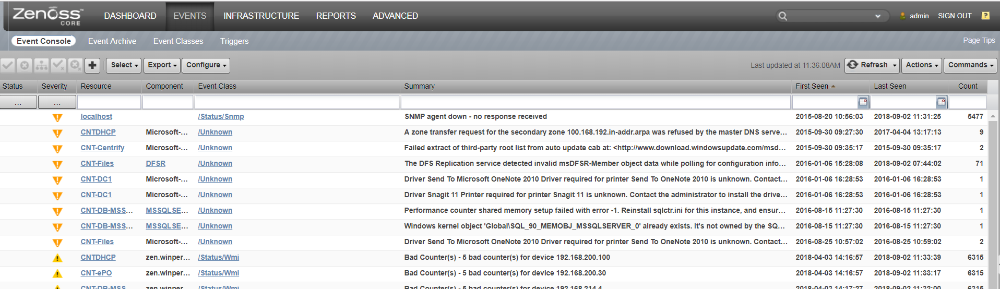 Zenoss™ CORE DASHBOARD EVENTS INFRASTRUCTURE REPORTS ADVANCED admin SIGN OUT ?
Event Console Event Archive Event Classes Triggers Page Tips
Select Export Configure Last updated at 11:36:08AM Refresh Actions Commands
Status Severity Resource Component Event Class Summary First Seen Last Seen Count
... ...
localhost /Status/Snmp SNMP agent down - no response received 2015-08-20 10:56:03 2018-09-02 11:31:25 5477
CNTDHCP Microsoft-... /Unknown A zone transfer request for the secondary zone 100.168.192.in-addr.arpa was refused by the master DNS serve... 2015-09-30 09:27:30 2017-04-04 13:17:13 9
CNT-Centrify Microsoft-... /Unknown Failed extract of third-party root list from auto update cab at: <http://www.download.windowsupdate.com/msd... 2015-09-30 09:35:17 2015-09-30 09:35:17 2
CNT-Files DFSR /Unknown The DFS Replication service detected invalid msDFSR-Member object data while polling for configuration info... 2016-01-06 15:28:08 2018-09-02 07:44:02 71
CNT-DC1 Microsoft-... /Unknown Driver Send To Microsoft OneNote 2010 Driver required for printer Send To OneNote 2010 is unknown. Contact... 2016-01-06 16:28:53 2016-01-06 16:28:53 1
CNT-DC1 Microsoft-... /Unknown Driver Snagit 11 Printer required for printer Snagit 11 is unknown. Contact the administrator to install the drive... 2016-01-06 16:28:53 2016-01-06 16:28:53 1
CNT-DB-MSS... MSSQLSE... /Unknown Performance counter shared memory setup failed with error -1. Reinstall sqlctr.ini for this instance, and ensur... 2016-08-15 11:27:30 2016-08-15 11:27:30 1
CNT-DB-MSS... MSSQLSE... /Unknown Windows kernel object 'Global\SQL_90_MEMOBJ_MSSQLSERVER_0' already exists. It's not owned by the SQ... 2016-08-15 11:27:30 2016-08-15 11:27:30 1
CNT-Files Microsoft-... /Unknown Driver Send To Microsoft OneNote 2010 Driver required for printer Send To OneNote 2010 is unknown. Contact... 2016-08-25 10:57:02 2016-08-25 10:59:02 2
CNTDHCP zen.winper... /Status/Wmi Bad Counter(s) - 5 bad counter(s) for device 192.168.200.100 2018-04-03 14:16:57 2018-09-02 11:33:39 6315
CNT-ePO zen.winper... /Status/Wmi Bad Counter(s) - 5 bad counter(s) for device 192.168.200.30 2018-04-03 14:16:57 2018-09-02 11:33:17 6315
CNT-DB-MSS... zen.winper... /Status/Wmi Bad Counter(s) - 5 bad counter(s) for device 192.168.214.4 2018-04-03 14:17:27 2018-09-02 11:32:00 6315